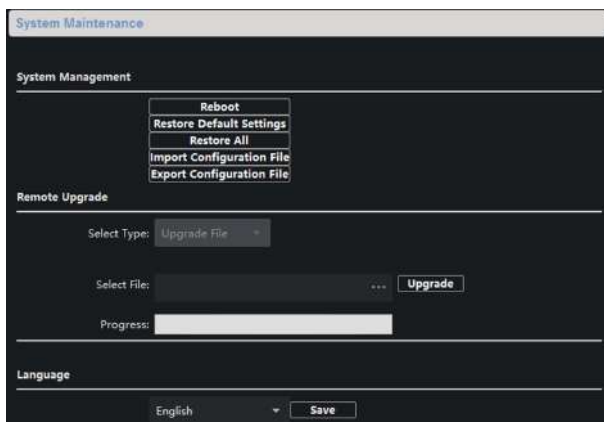 System Maintenance
System Management
Reboot
Restore Default Settings
Restore All
Import Configuration File
Export Configuration File
Remote Upgrade
Select Type: Upgrade File
Select File: ... Upgrade
Progress:
Language
English Save